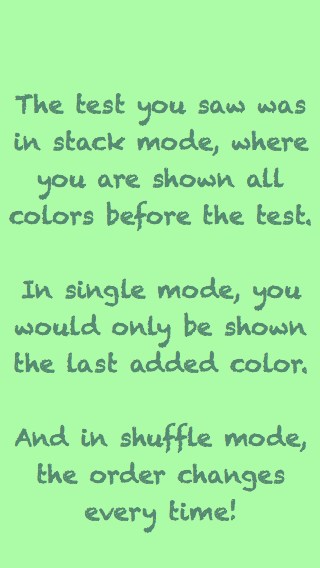 The test you saw was
in stack mode, where
you are shown all
colors before the test.
In single mode, you
would only be shown
the last added color.
And in shuffle mode,
the order changes
every time!